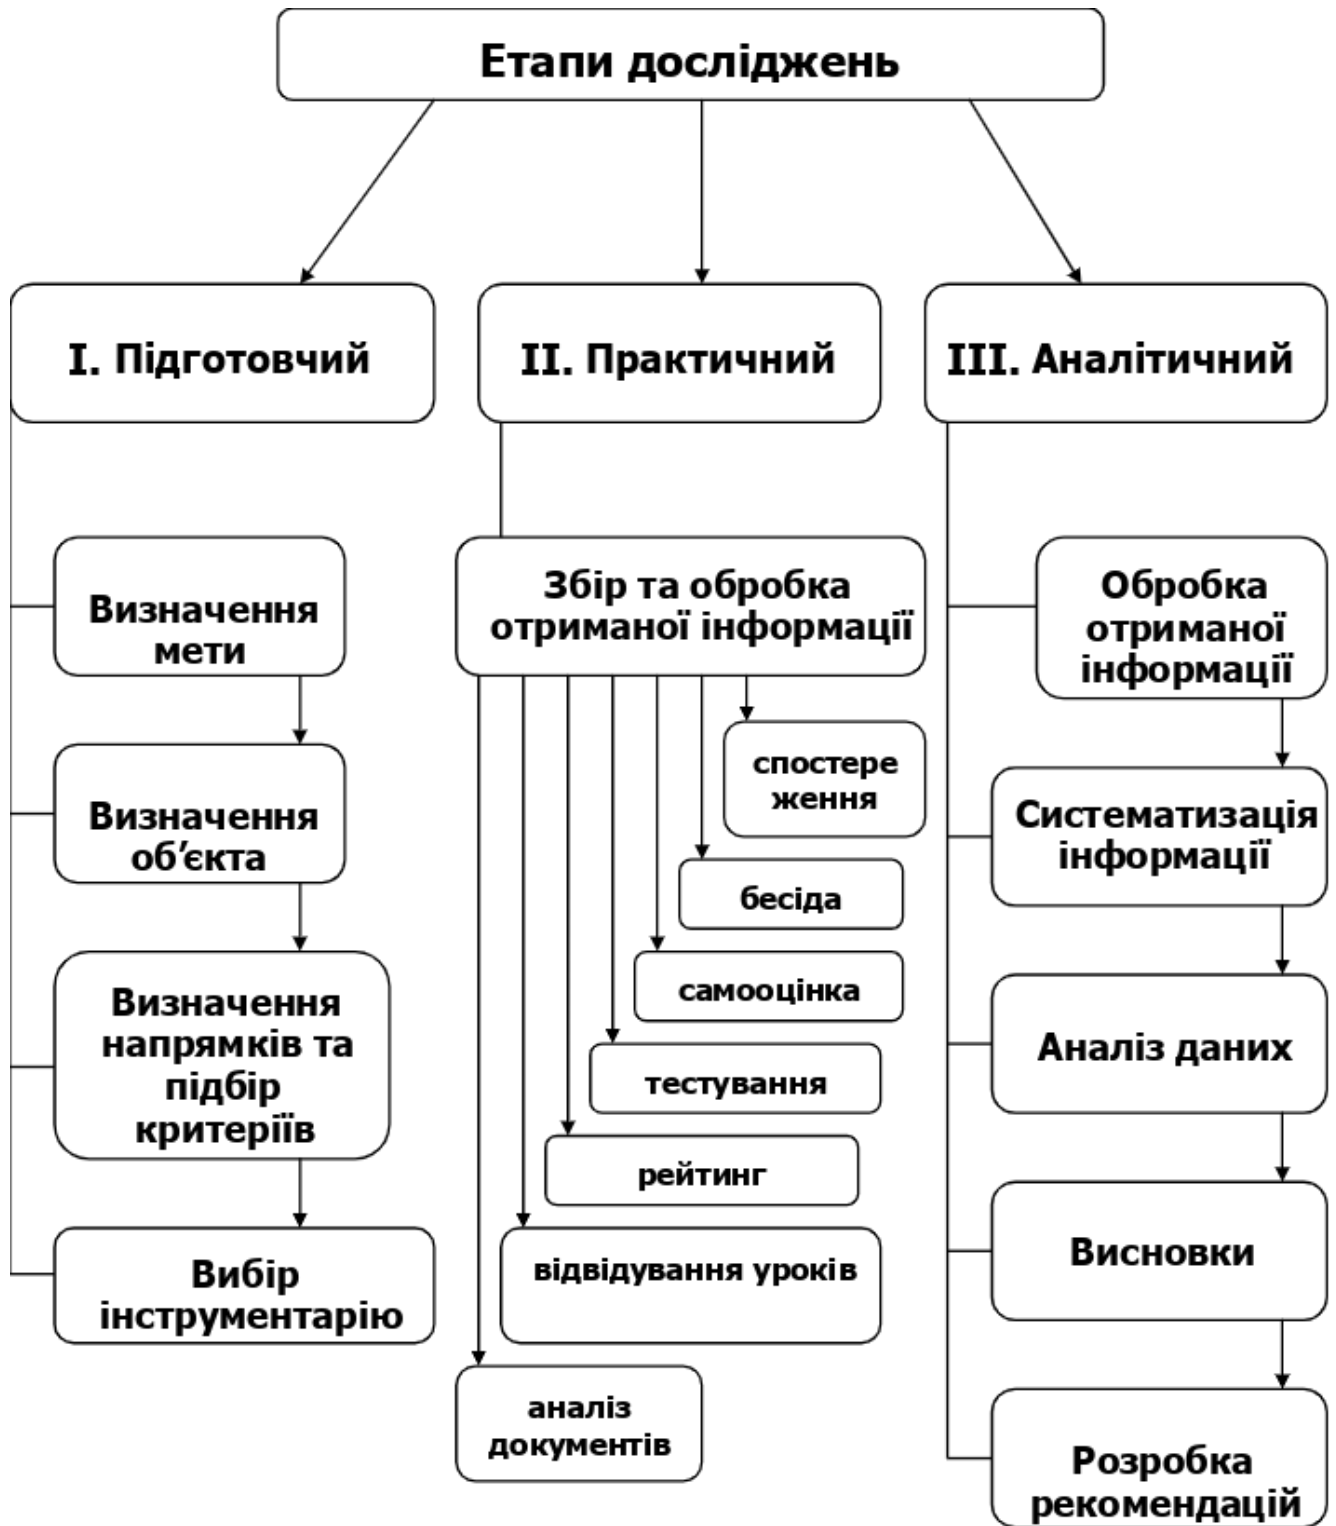 Етапи досліджень
I. Підготовчий
II. Практичний
III. Аналітичний
Визначення
мети
Визначення
об’єкта
Визначення
напрямків та
підбір
критеріїв
Вибір
інструментарію
Збір та обробка
отриманої інформації
спостере
ження
бесіда
самооцінка
тестування
рейтинг
відвідування уроків
аналіз
документів
Обробка
отриманої
інформації
Систематизація
інформації
Аналіз даних
Висновки
Розробка
рекомендацій